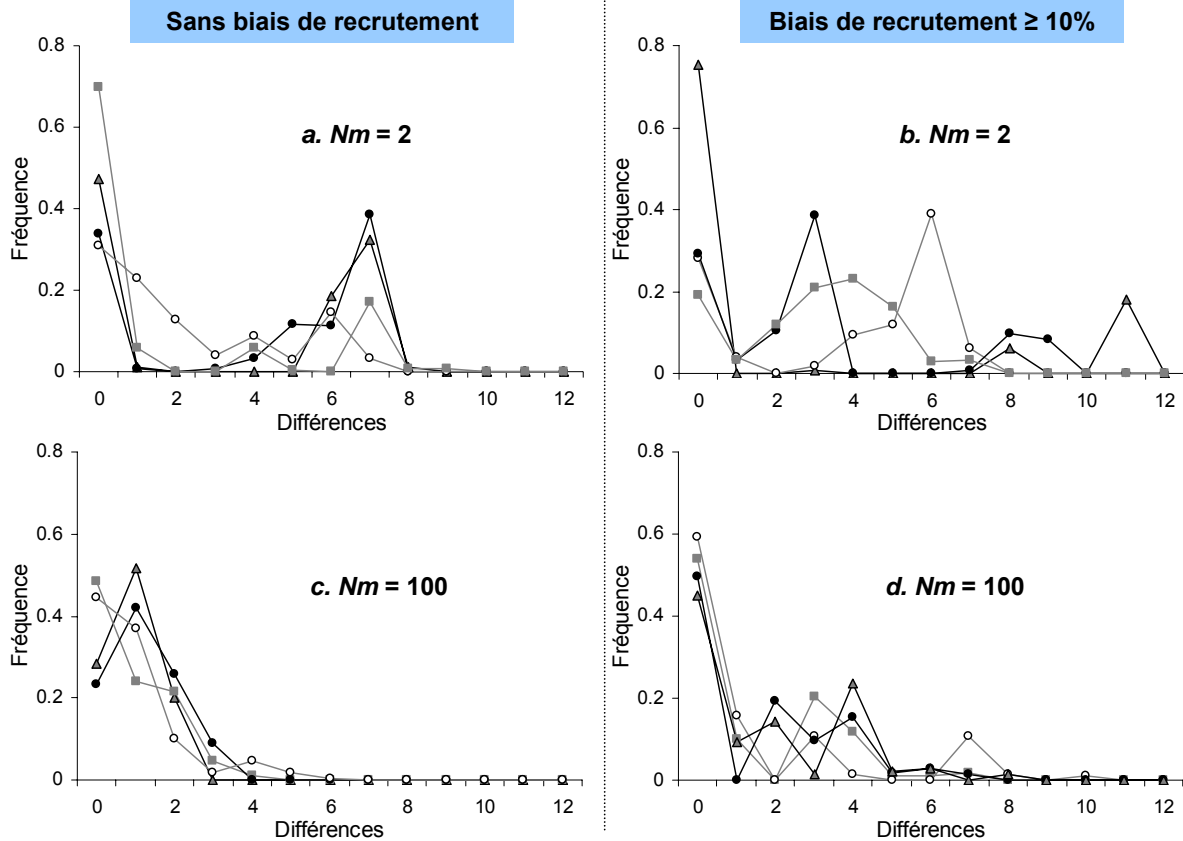 Sans biais de recrutement
Biais de recrutement ≥ 10%
0.8
0.6
0.4
0.2
0
Fréquence
a. Nm = 2
0 2 4 6 8 10 12
Différences
0.8
0.6
0.4
0.2
0
Fréquence
b. Nm = 2
0 2 4 6 8 10 12
Différences
0.8
0.6
0.4
0.2
0
Fréquence
c. Nm = 100
0 2 4 6 8 10 12
Différences
0.8
0.6
0.4
0.2
0
Fréquence
d. Nm = 100
0 2 4 6 8 10 12
Différences